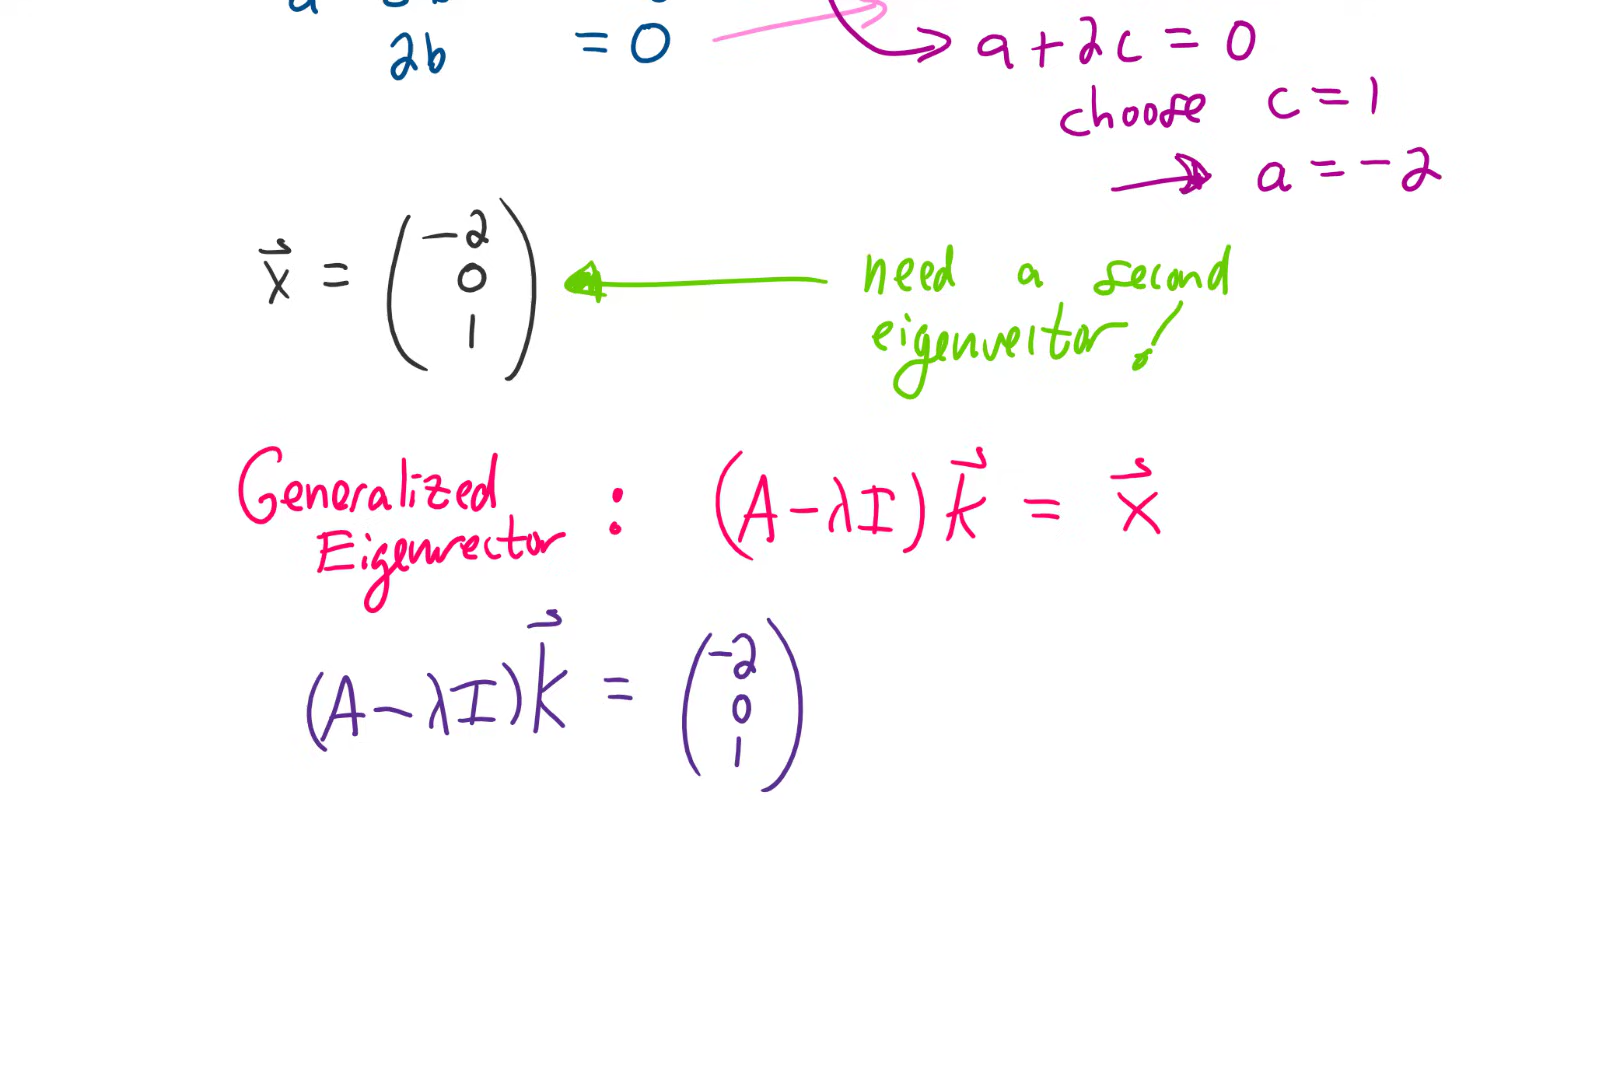 2b = 0
a + 2c = 0
choose c = 1
→ a = -2
x⃗ = (-2 0 1)
need a second
eigenvector!
Generalized
Eigenvector : (A - λI) k⃗ = x⃗
(A - λI) k⃗ = (-2 0 1)